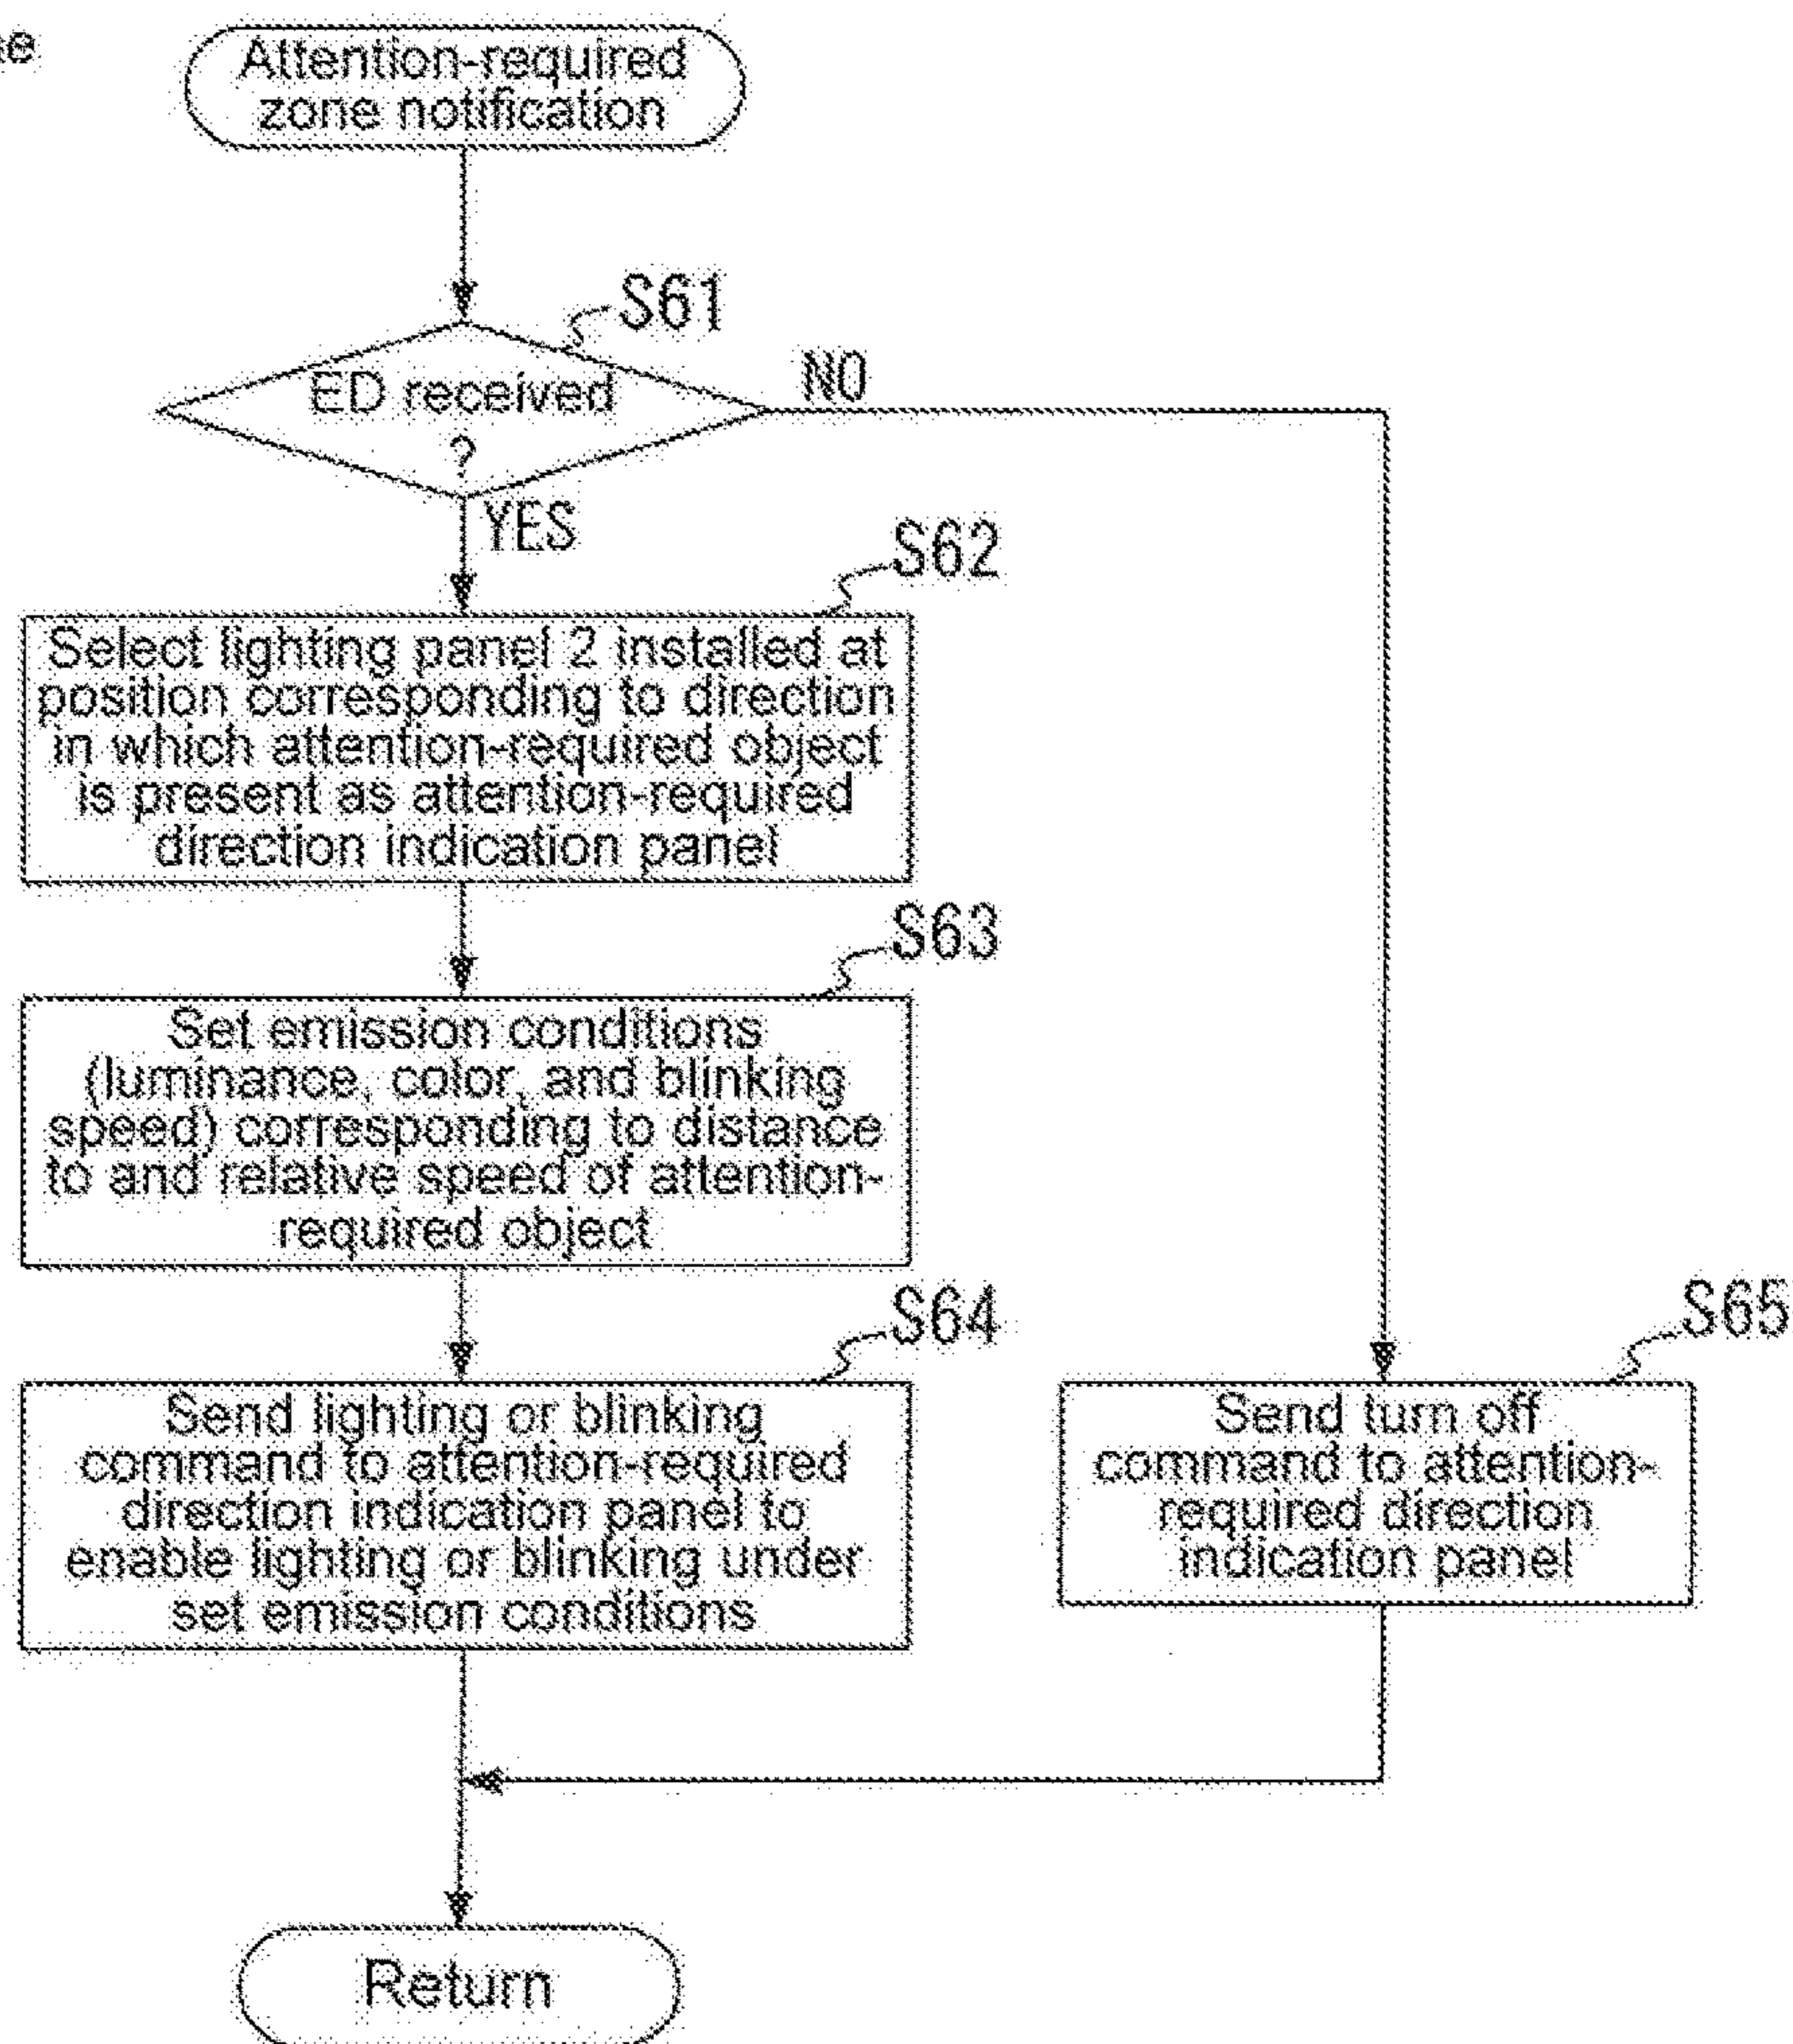 Attention-required
zone notification
S61
ED received
?
NO
YES
S62
Select lighting panel 2 installed at
position corresponding to direction
in which attention-required object
is present as attention-required
direction indication panel
S63
Set emission conditions
(luminance, color, and blinking
speed) corresponding to distance
to and relative speed of attention-
required object
S64
Send lighting or blinking
command to attention-required
direction indication panel to
enable lighting or blinking under
set emission conditions
S65
Send turn off
command to attention-
required direction
indication panel
Return